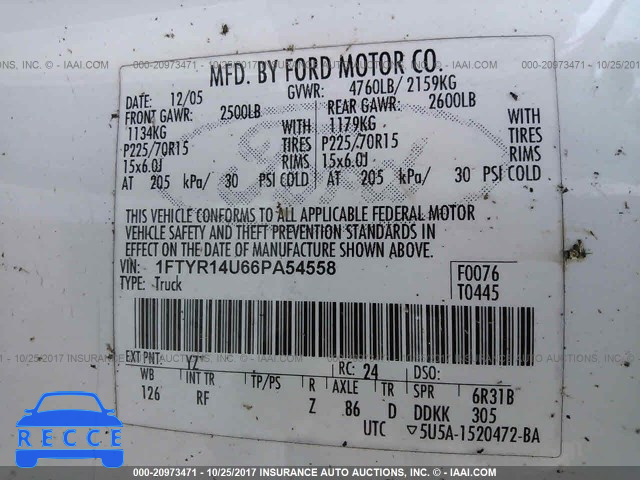 000-20973471 - 10/25/2017 INSURANCE AUTO AUCTIONS, INC. - © IAAI.COM
MFD. BY FORD MOTOR CO.
DATE: 12/05 GVWR: 4760LB/ 2159KG
FRONT GAWR: 2500LB REAR GAWR: 2600LB
1134KG WITH 1179KG WITH
P225/70R15 TIRES P225/70R15 TIRES
15x6.0J RIMS 15x6.0J RIMS
AT 205 kPa/ 30 PSI COLD AT 205 kPa/ 30 PSI COLD
THIS VEHICLE CONFORMS TO ALL APPLICABLE FEDERAL MOTOR
VEHICLE SAFETY AND THEFT PREVENTION STANDARDS IN
EFFECT ON THE DATE OF MANUFACTURE SHOWN ABOVE.
VIN: 1FTYR14U66PA54558 F0076
TYPE: Truck T0445
EXT PNT: YZ RC: 24 DSO:
WB INT TR TP/PS R AXLE TR SPR 6R31B
126 RF Z 86 D DDKK 305
UTC ▽5U5A-1520472-BA
RECCE
000-20973471 - 10/25/2017 INSURANCE AUTO AUCTIONS, INC. - © IAAI.COM